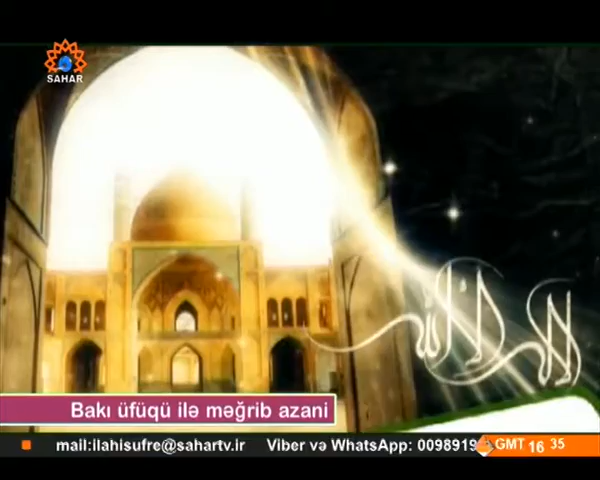 SAHAR
Bakı üfüqü ilə məğrib azani
mail:ilahisufre@sahartv.ir Viber və WhatsApp: 0098919
GMT 16 35